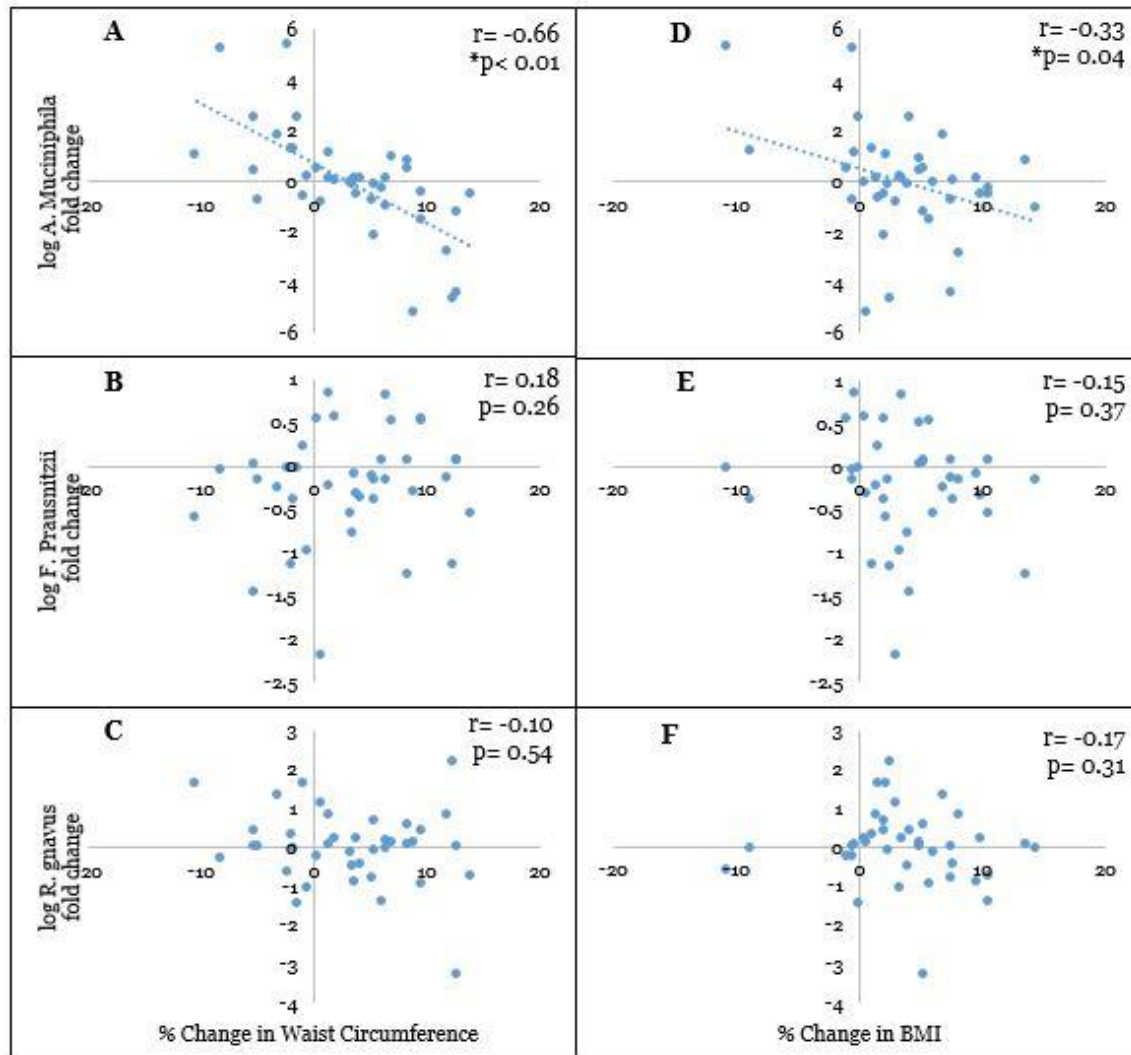 A
r= -0.66
*p< 0.01
6
4
2
0
-2
-4
-6
-20
-10
0
10
20
log A. Muciniphila
fold change
D
r= -0.33
*p= 0.04
6
4
2
0
-2
-4
-6
-20
-10
0
10
20
B
r= 0.18
p= 0.26
1
0.5
0
-0.5
-1
-1.5
-2
-2.5
-20
-10
0
10
20
log F. Prausnitzii
fold change
E
r= -0.15
p= 0.37
1
0.5
0
-0.5
-1
-1.5
-2
-2.5
-20
-10
0
10
20
C
r= -0.10
p= 0.54
3
2
1
0
-1
-2
-3
-4
-20
-10
0
10
20
log R. gnavus
fold change
% Change in Waist Circumference
F
r= -0.17
p= 0.31
3
2
1
0
-1
-2
-3
-4
-20
-10
0
10
20
% Change in BMI